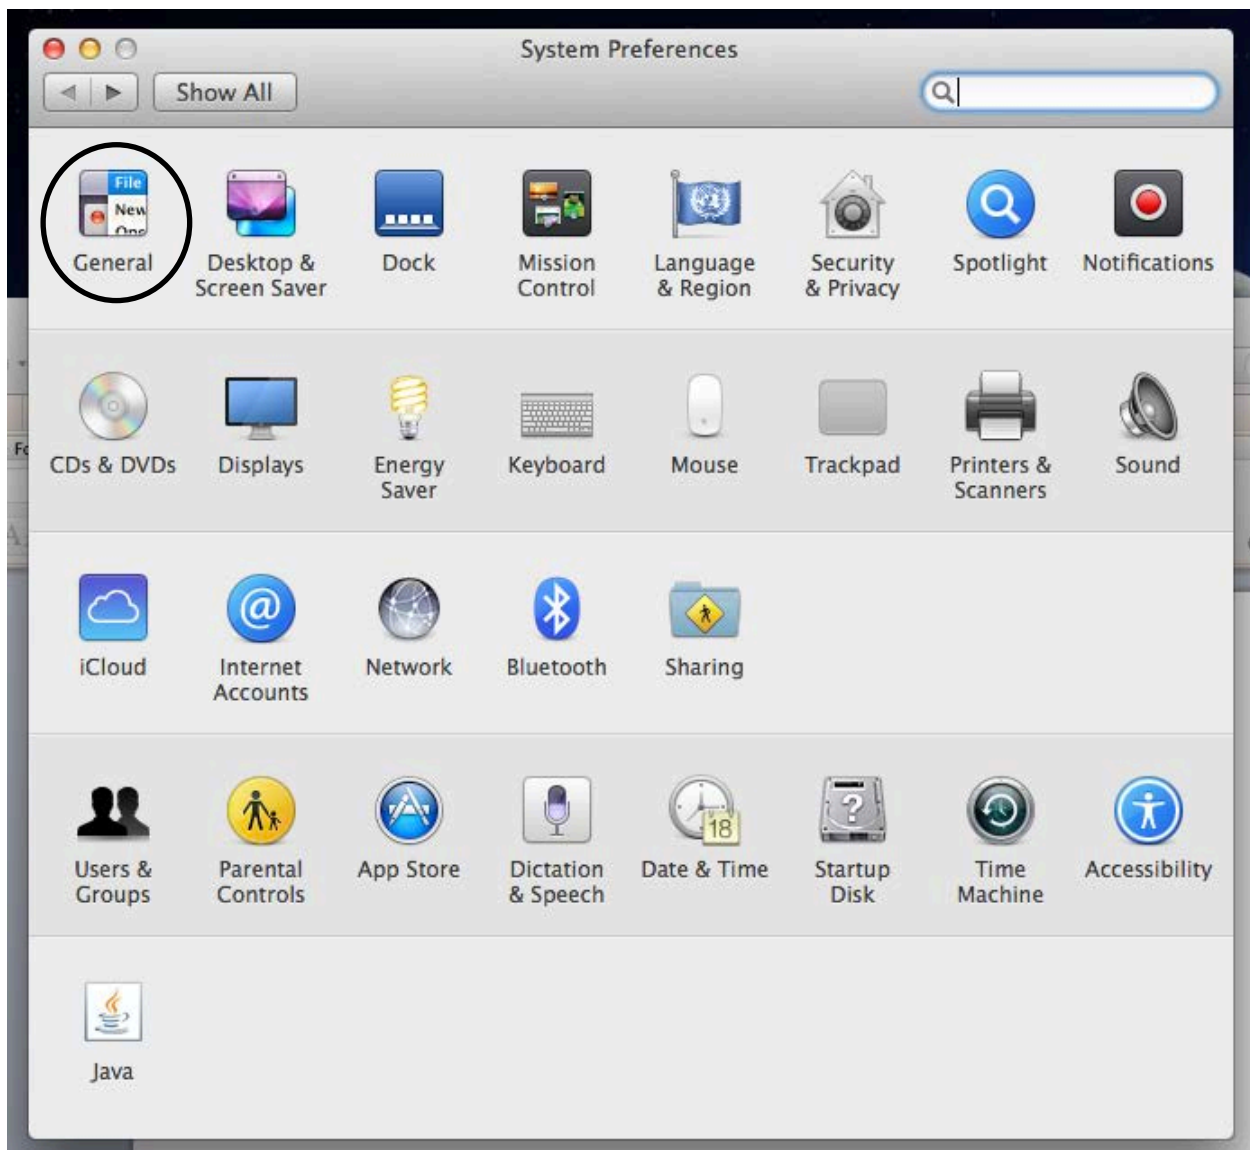 System Preferences
Show All
File
New
General
Desktop &
Screen Saver
Dock
Mission
Control
Language
& Region
Security
& Privacy
Spotlight
Notifications
CDs & DVDs
Displays
Energy
Saver
Keyboard
Mouse
Trackpad
Printers &
Scanners
Sound
iCloud
@
Internet
Accounts
Network
Bluetooth
Sharing
Users &
Groups
Parental
Controls
App Store
Dictation
& Speech
18
Date & Time
?
Startup
Disk
Time
Machine
Accessibility
Java